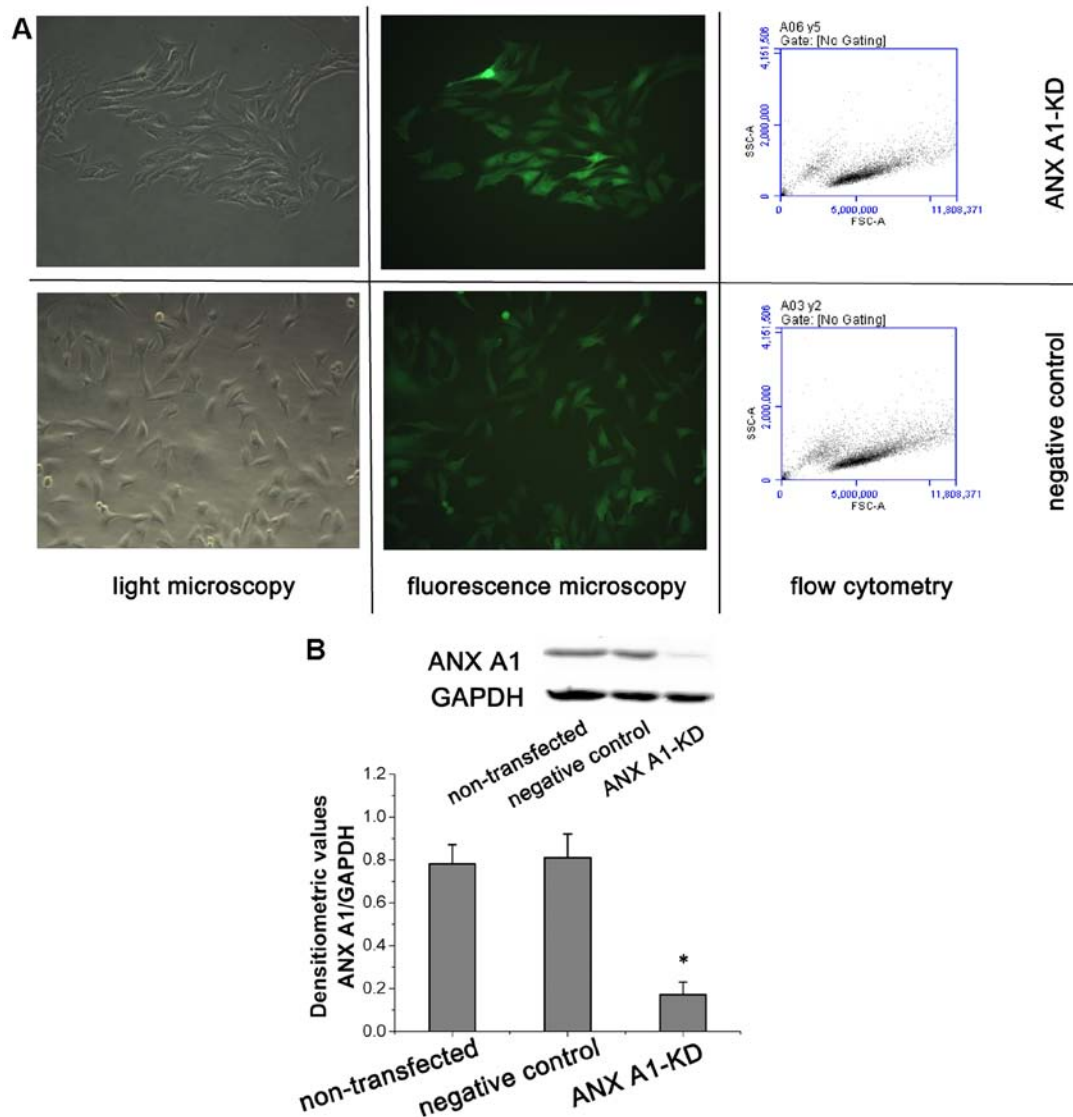 A
A06 y5
Gate: [No Gating]
4,151,506
2,000,000
0
SSC-A
0 5,000,000 11,808,371
FSC-A
ANX A1-KD
A03 y2
Gate: [No Gating]
4,151,506
2,000,000
0
SSC-A
0 5,000,000 11,808,371
FSC-A
negative control
light microscopy
fluorescence microscopy
flow cytometry
B
ANX A1
GAPDH
non-transfected
negative control
ANX A1-KD
Densitiometric values
ANX A1/GAPDH
1.2
1.0
0.8
0.6
0.4
0.2
0.0
*
non-transfected
negative control
ANX A1-KD